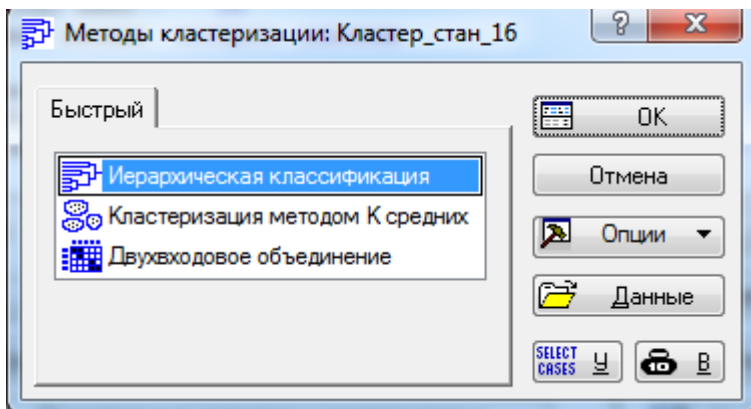 Методы кластеризации: Кластер_стан_16
Быстрый
Иерархическая классификация
Кластеризация методом К средних
Двухвходовое объединение
OK
Отмена
Опции
Данные
SELECT CASES У
В